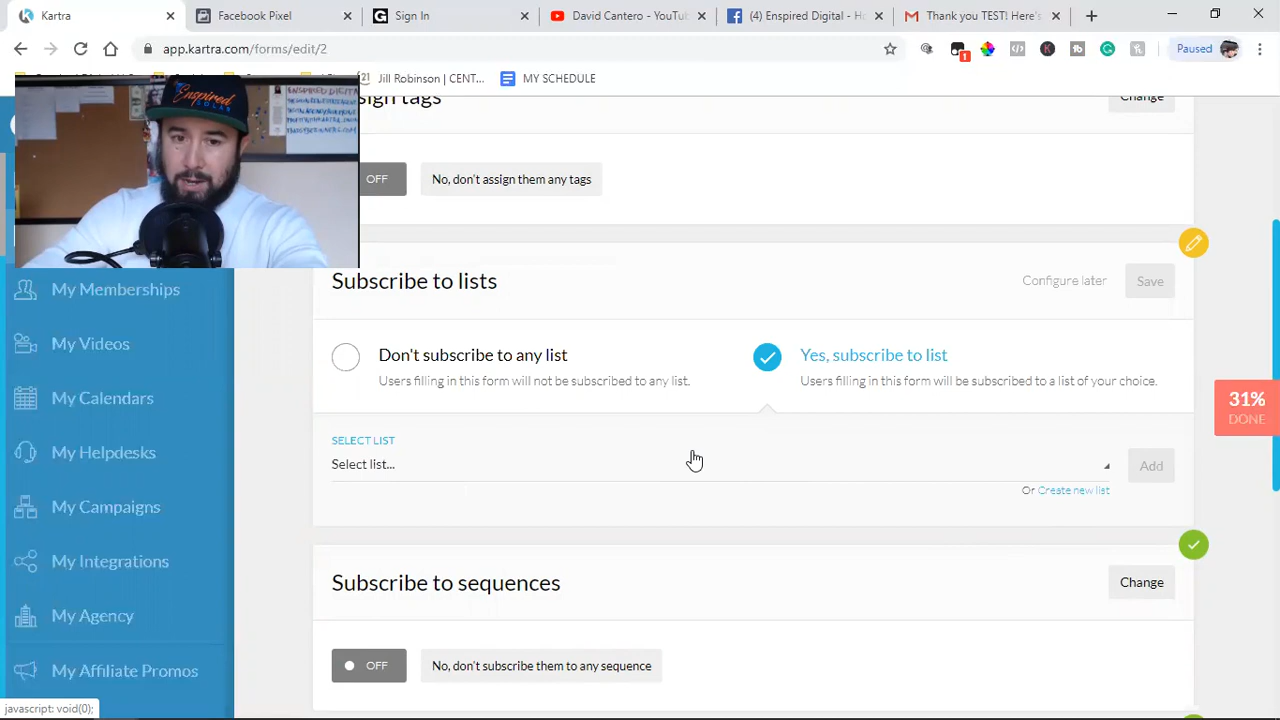 Kartra
Facebook Pixel
Sign In
David Cantero - YouTu
(4) Enspired Digital - Ho
Thank you TEST! Here's
app.kartra.com/forms/edit/2
Paused
Jill Robinson | CENT...
MY SCHEDULE
sign tags
Change
Enspired
SOLAR
OFF
No, don't assign them any tags
Subscribe to lists
Configure later
Save
My Memberships
Don't subscribe to any list
Yes, subscribe to list
Users filling in this form will not be subscribed to any list.
Users filling in this form will be subscribed to a list of your choice.
My Videos
My Calendars
31%
DONE
SELECT LIST
Select list...
Add
Or Create new list
My Helpdesks
My Campaigns
My Integrations
Subscribe to sequences
Change
My Agency
OFF
No, don't subscribe them to any sequence
My Affiliate Promos
javascript: void(0);